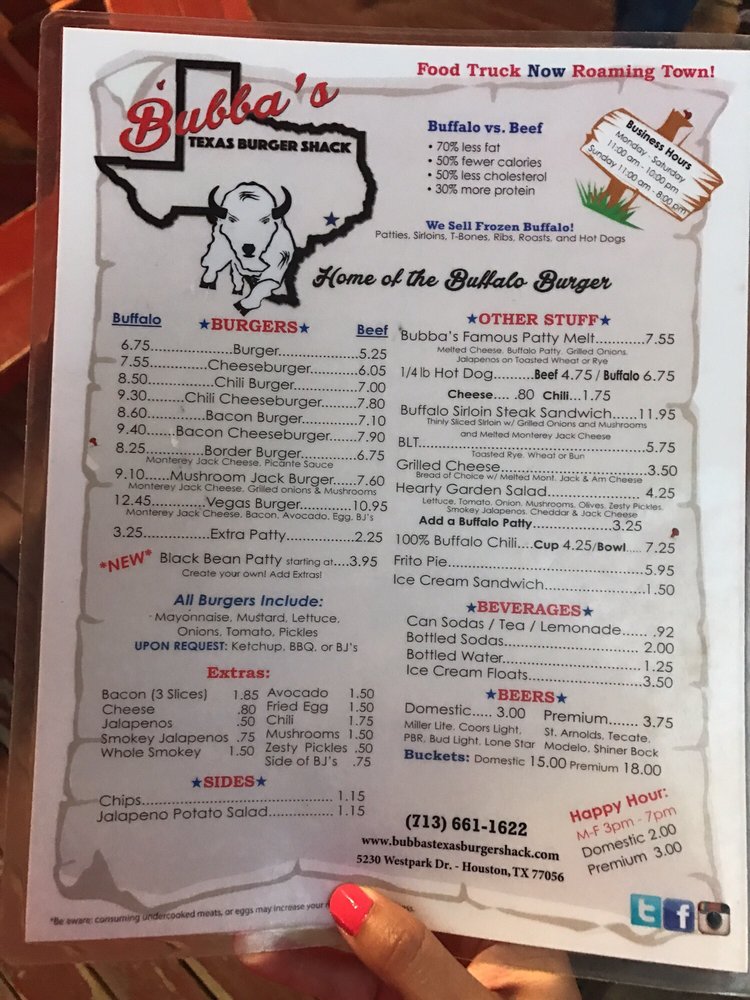 Food Truck Now Roaming Town!
Bubba's
TEXAS BURGER SHACK
Buffalo vs. Beef
• 70% less fat
• 50% fewer calories
• 50% less cholesterol
• 30% more protein
Business Hours
Monday - Saturday
11:00 am - 10:00 pm
Sunday 11:00 am - 8:00 pm
We Sell Frozen Buffalo!
Patties, Sirloins, T-Bones, Ribs, Roasts, and Hot Dogs
Home of the Buffalo Burger
Buffalo ★BURGERS★ Beef
6.75......................Burger.....................5.25
7.55...............Cheeseburger..............6.05
8.50.................Chili Burger................7.00
9.30...........Chili Cheeseburger.........7.80
8.60...............Bacon Burger..............7.10
9.40........Bacon Cheeseburger.......7.90
8.25..............Border Burger..............6.75
Monterey Jack Cheese, Picante Sauce
9.10......Mushroom Jack Burger......7.60
Monterey Jack Cheese, Grilled onions & Mushrooms
12.45..............Vegas Burger.............10.95
Monterey Jack Cheese, Bacon, Avocado, Egg, BJ's
3.25.................Extra Patty.................2.25
*NEW* Black Bean Patty starting at....3.95
Create your own! Add Extras!
All Burgers Include:
Mayonnaise, Mustard, Lettuce,
Onions, Tomato, Pickles
UPON REQUEST: Ketchup, BBQ, or BJ's
Extras:
Bacon (3 Slices) 1.85
Cheese .80
Jalapenos .50
Smokey Jalapenos .75
Whole Smokey 1.50
Avocado 1.50
Fried Egg 1.50
Chili 1.75
Mushrooms 1.50
Zesty Pickles .50
Side of BJ's .75
★SIDES★
Chips........................................ 1.15
Jalapeno Potato Salad.............. 1.15
★OTHER STUFF★
Bubba's Famous Patty Melt...........7.55
Melted Cheese, Buffalo Patty, Grilled Onions,
Jalapenos on Toasted Wheat or Rye
1/4 lb Hot Dog.........Beef 4.75 / Buffalo 6.75
Cheese.... .80 Chili...1.75
Buffalo Sirloin Steak Sandwich......11.95
Thinly Sliced Sirloin w/ Grilled Onions and Mushrooms
and Melted Monterey Jack Cheese
BLT..................................................5.75
Toasted Rye, Wheat or Bun
Grilled Cheese..............................3.50
Bread of Choice w/ Melted Mont. Jack & Am Cheese
Hearty Garden Salad................... 4.25
Lettuce, Tomato, Onion, Mushrooms, Olives, Zesty Pickles
Smokey Jalapenos, Cheddar & Jack Cheese
Add a Buffalo Patty................3.25
100% Buffalo Chili....Cup 4.25/Bowl..... 7.25
Frito Pie.........................................5.95
Ice Cream Sandwich.....................1.50
★BEVERAGES★
Can Sodas / Tea / Lemonade...... .92
Bottled Sodas.................................. 2.00
Bottled Water.................................. 1.25
Ice Cream Floats.............................3.50
★BEERS★
Domestic..... 3.00
Miller Lite, Coors Light,
PBR, Bud Light, Lone Star
Premium....... 3.75
St. Arnolds, Tecate,
Modelo, Shiner Bock
Buckets: Domestic 15.00 Premium 18.00
(713) 661-1622
www.bubbastexasburgershack.com
5230 Westpark Dr. - Houston, TX 77056
Happy Hour:
M-F 3pm - 7pm
Domestic 2.00
Premium 3.00
*Be aware: consuming undercooked meats, or eggs may increase your